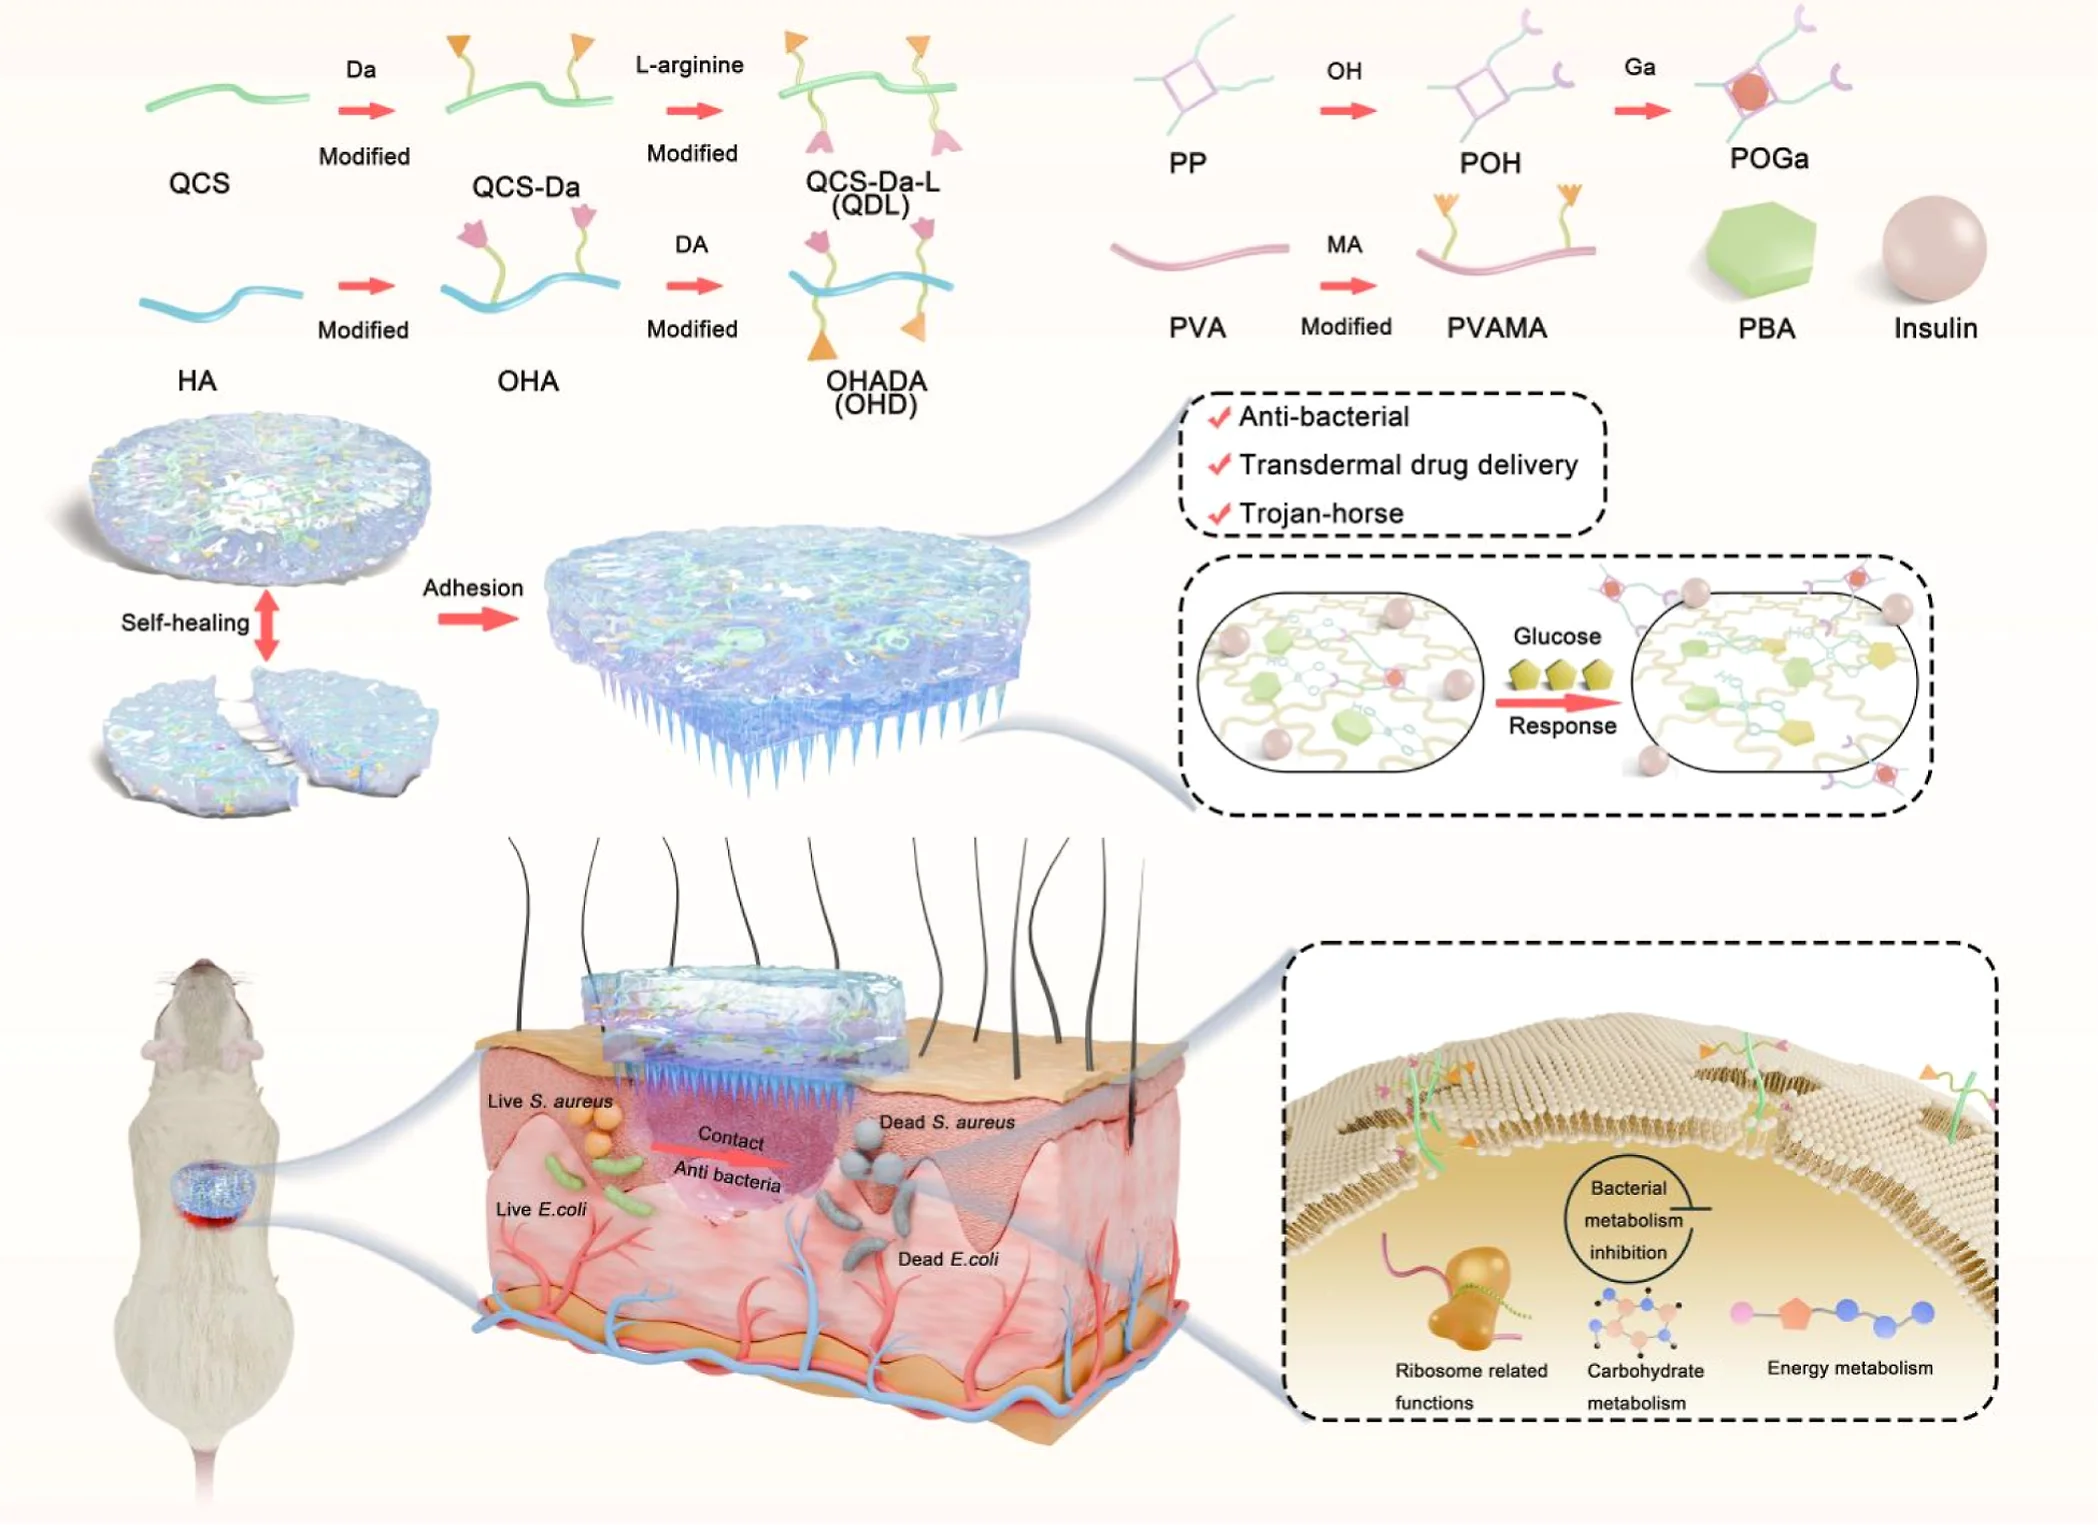 Da
Modified
QCS
QCS-Da
L-arginine
Modified
QCS-Da-L
(QDL)
OH
Ga
PP
POH
POGa
Modified
HA
OHA
DA
Modified
OHADA
(OHD)
MA
Modified
PVA
PVAMA
PBA
Insulin
Anti-bacterial
Transdermal drug delivery
Trojan-horse
Self-healing
Adhesion
Glucose
Response
Live S. aureus
Live E.coli
Contact
Anti bacteria
Dead S. aureus
Dead E.coli
Bacterial
metabolism
inhibition
Ribosome related
functions
Carbohydrate
metabolism
Energy metabolism